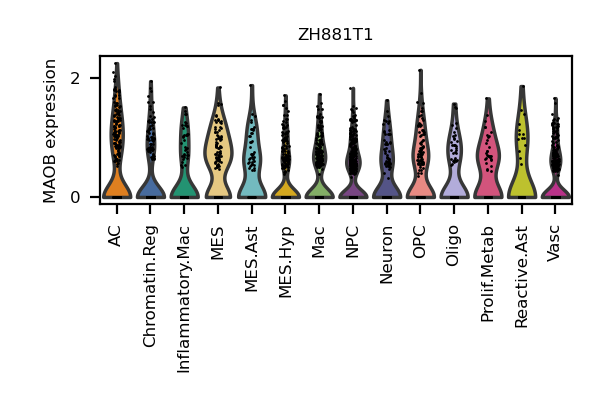 ZH881T1
MAOB expression
2
0
AC
Chromatin.Reg
Inflammatory.Mac
MES
MES.Ast
MES.Hyp
Mac
NPC
Neuron
OPC
Oligo
Prolif.Metab
Reactive.Ast
Vasc